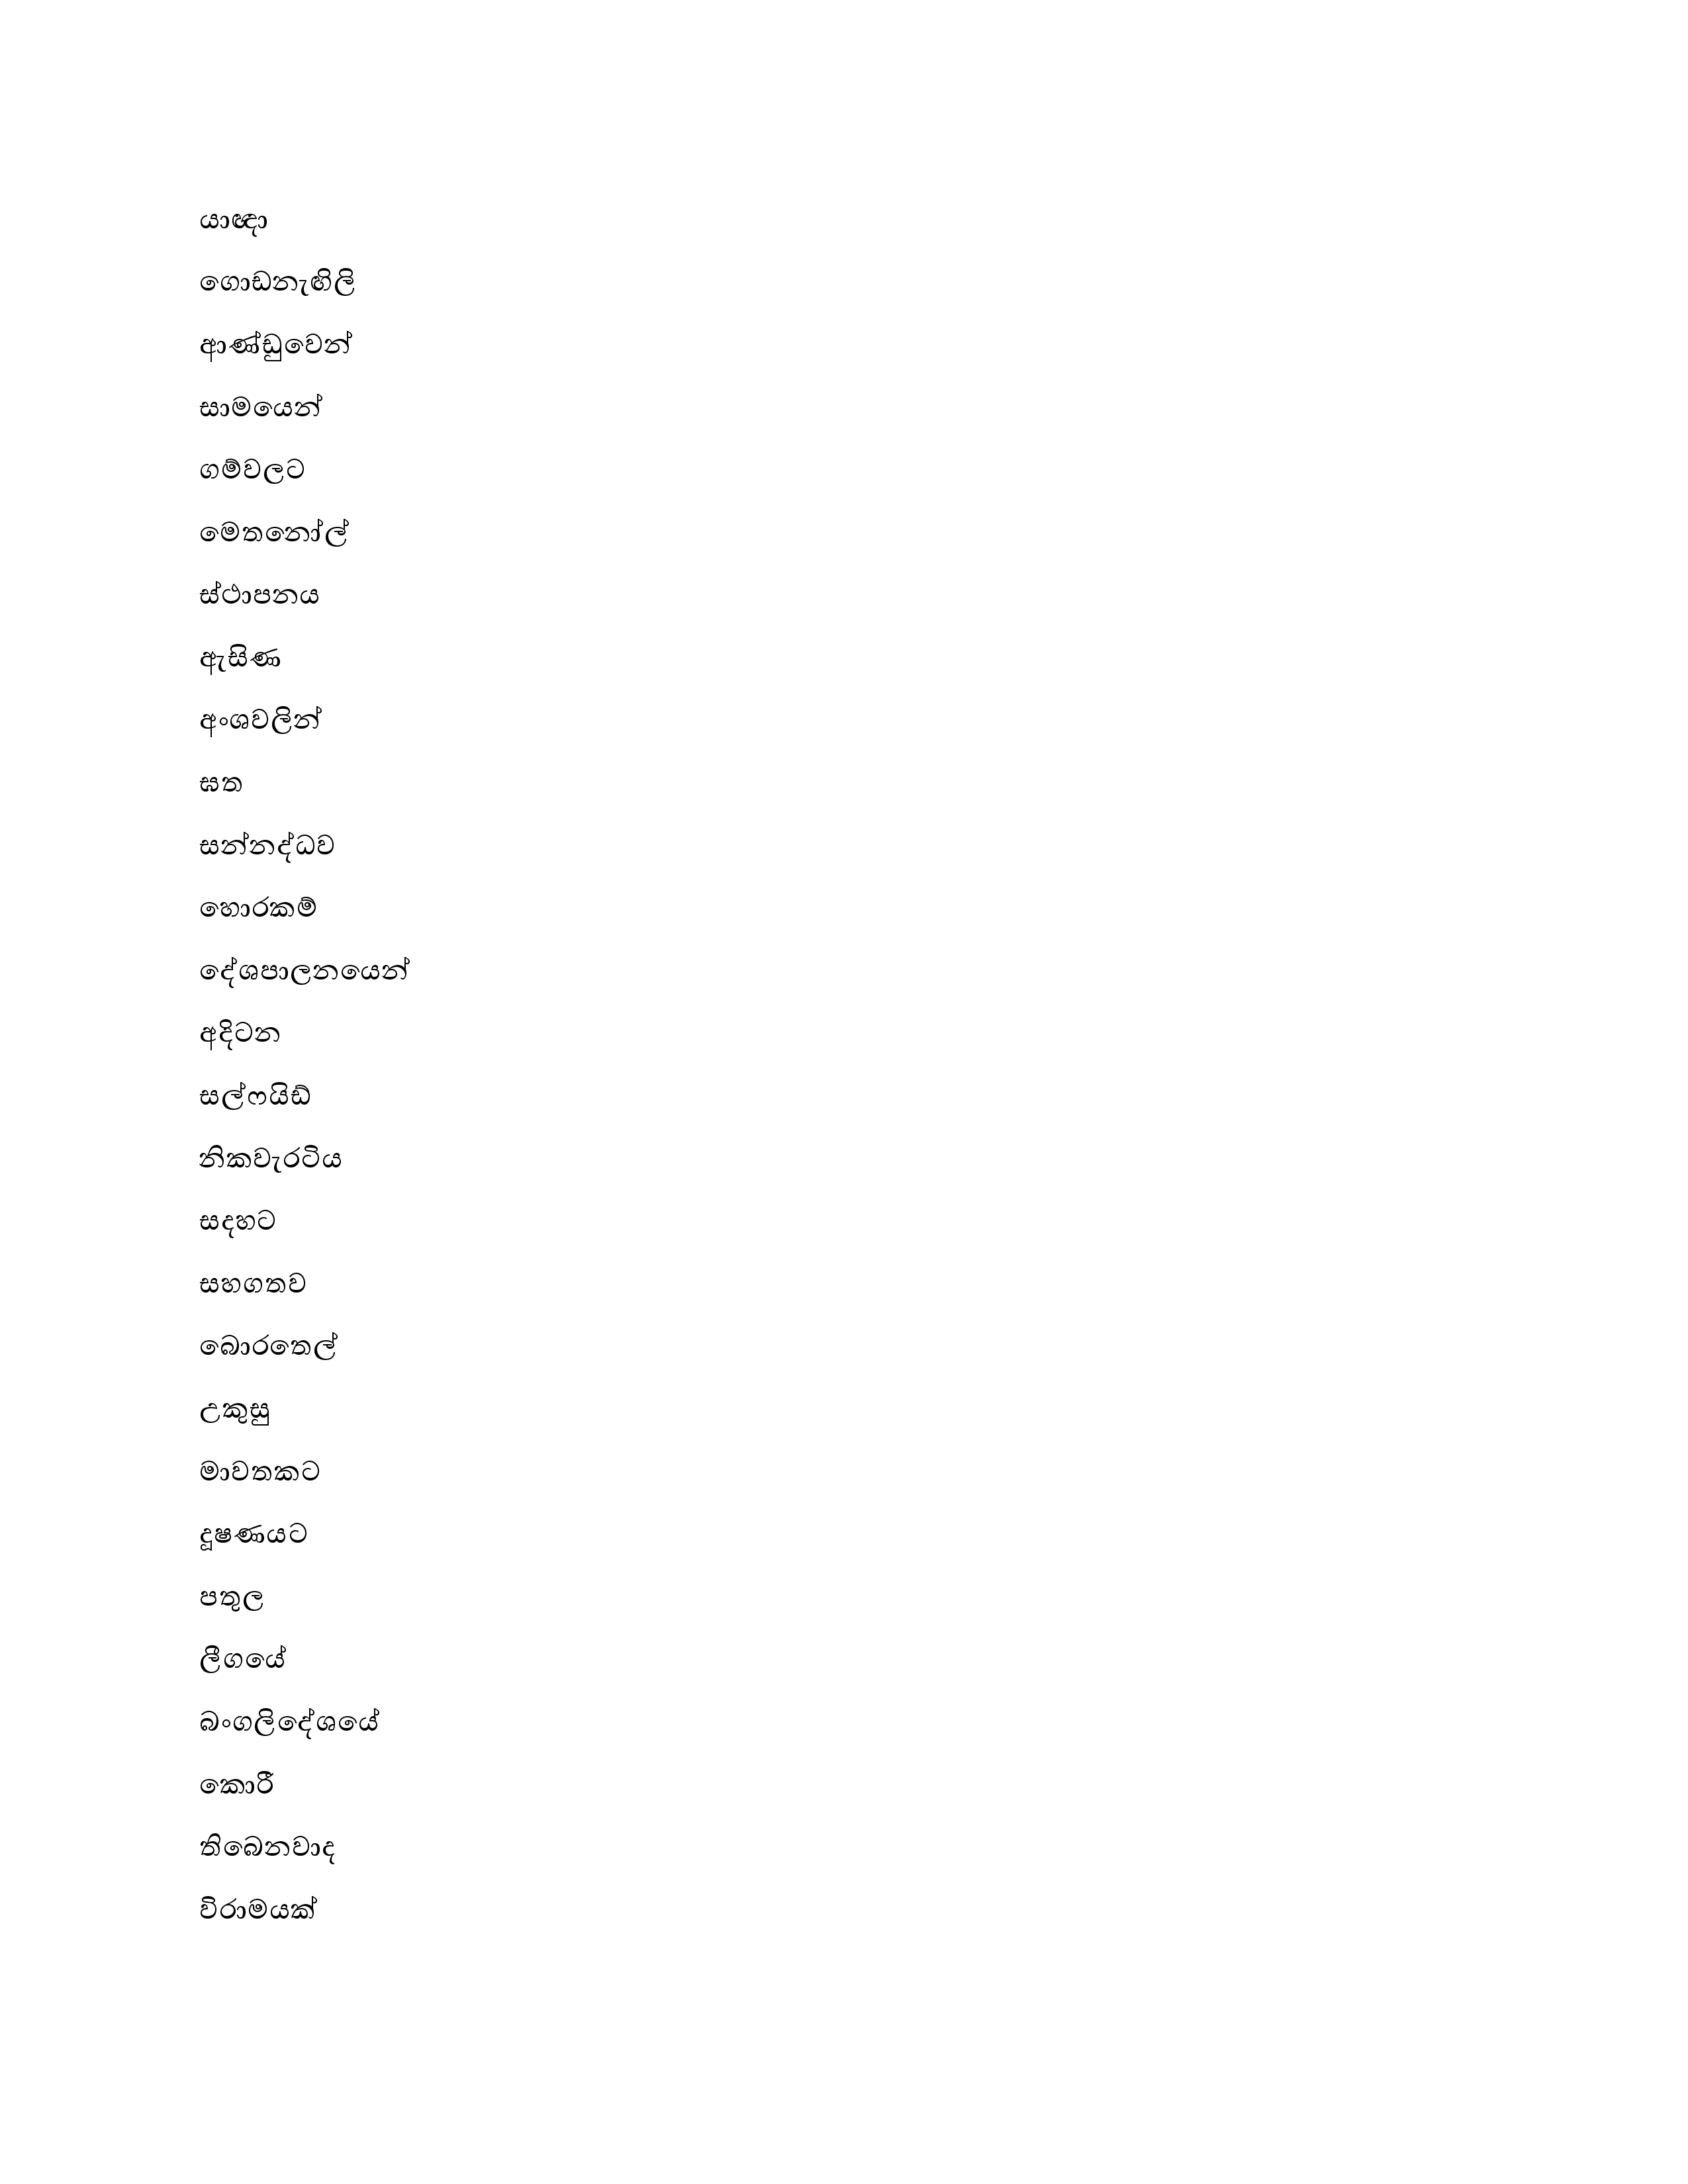 යාඥා
ගොඩනැඟිලි
ආණ්ඩුවෙන්
සාමයෙන්
ගම්වලට
මෙතනෝල්
ස්ථාපනය
ඇසිණ
අංශවලින්
ඝත
සන්නද්ධව
හොරකම්
දේශපාලනයෙන්
අදිටන
සල්ෆයිඩ්
නිකවැරටිය
සදහට
සහගතව
බොරතෙල්
උකුසු
මාවතකට
දූෂණයට
පතුල
ලීගයේ
බංගලිදේශයේ
කොරී
තිබෙනවාද
විරාමයක්